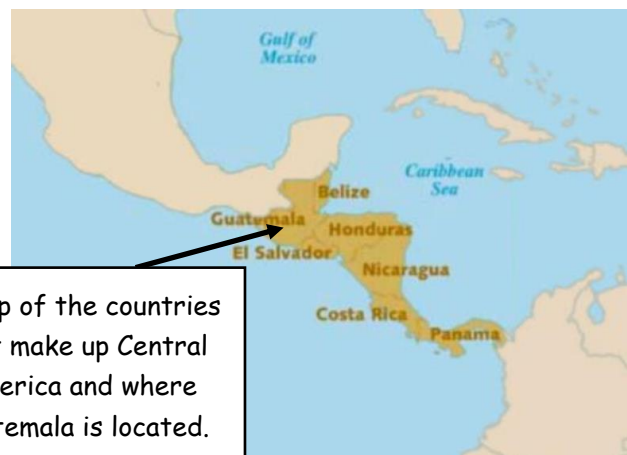 Gulf of
Mexico
Caribbean
Sea
Belize
Guatemala
Honduras
El Salvador
Nicaragua
Costa Rica
Panama
p of the countries
make up Central
erica and where
temala is located.